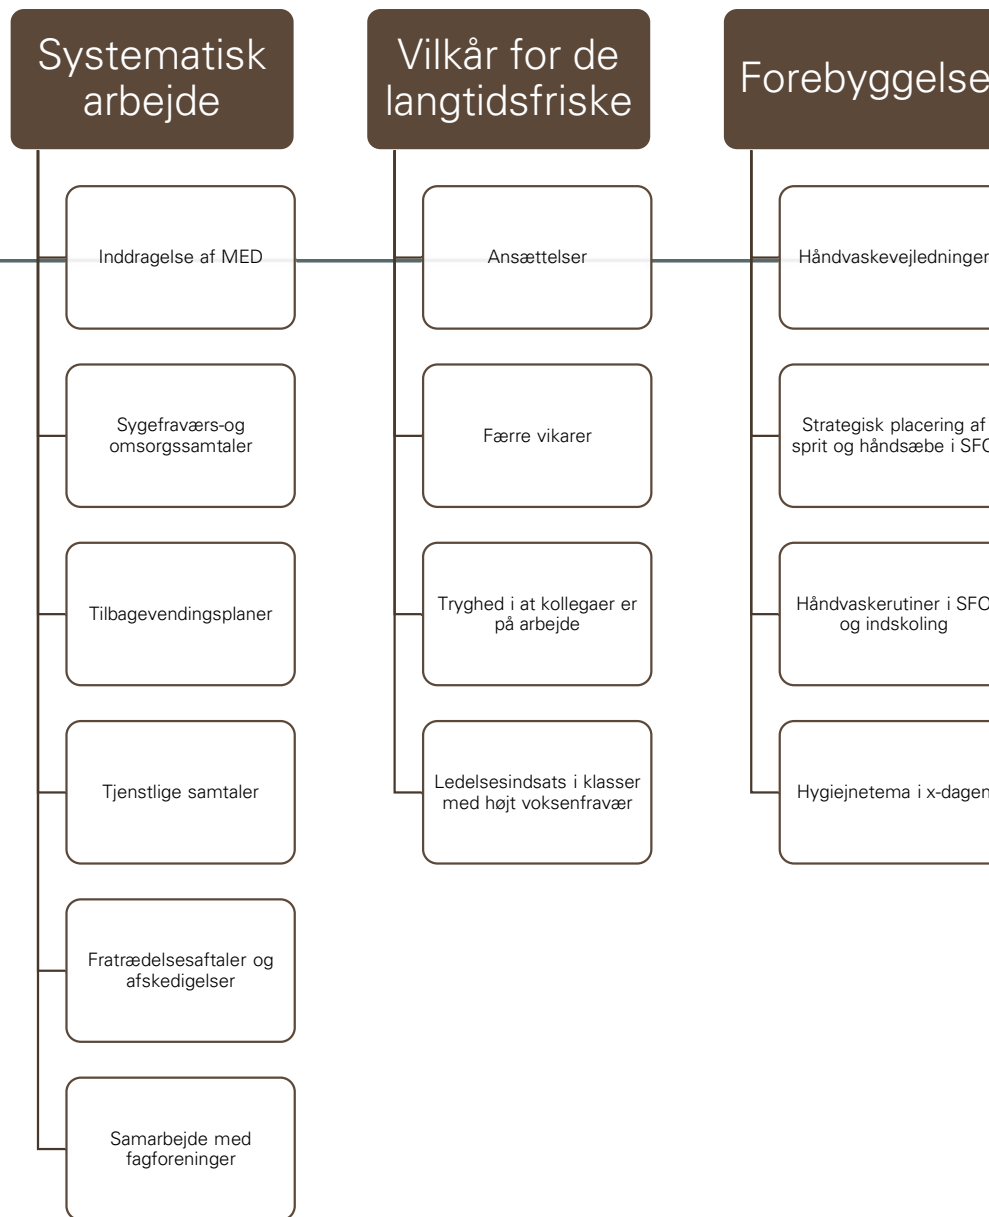 Systematisk
arbejde
Inddragelse af MED
Sygefraværs-og
omsorgssamtaler
Tilbagevendingsplaner
Tjenstlige samtaler
Fratrædelsesaftaler og
afskedigelser
Samarbejde med
fagforeninger
Vilkår for de
langtidsfriske
Ansættelser
Færre vikarer
Tryghed i at kollegaer er
på arbejde
Ledelsesindsats i klasser
med højt voksenfravær
Forebyggelse
Håndvaskevejledninger
Strategisk placering af
sprit og håndsæbe i SFO
Håndvaskerutiner i SFO
og indskoling
Hygiejnetema i x-dagen